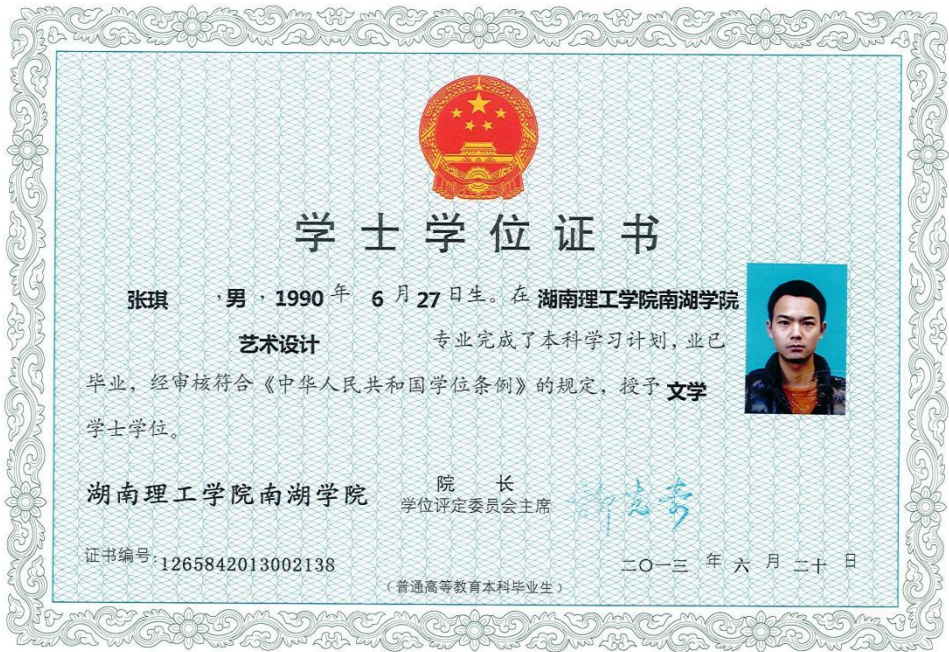 学士学位证书
张琪,男,1990年 6月27日生。在 湖南理工学院南湖学院
艺术设计 专业完成了本科学习计划,业已
毕业,经审核符合《中华人民共和国学位条例》的规定,授予 文学
学士学位。
湖南理工学院南湖学院
院 长
学位评定委员会主席
证书编号:1265842013002138
二〇一三 年 六 月 二十 日
(普通高等教育本科毕业生)